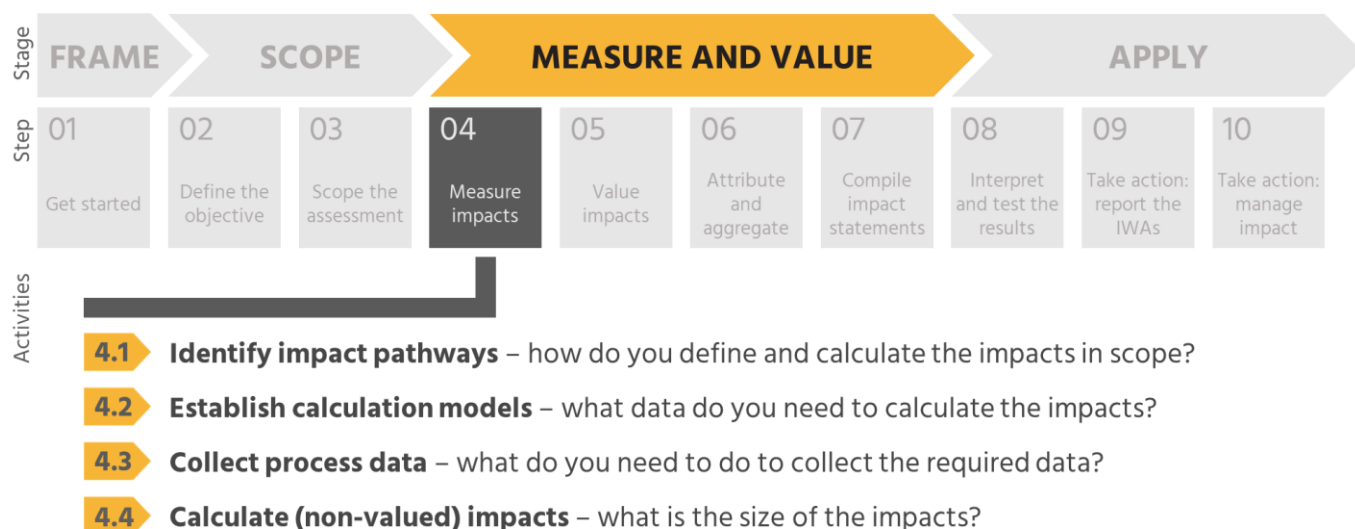 Stage
FRAME
SCOPE
MEASURE AND VALUE
APPLY
Step
01
Get started
02
Define the
objective
03
Scope the
assessment
04
Measure
impacts
05
Value
impacts
06
Attribute
and
aggregate
07
Compile
impact
statements
08
Interpret
and test the
results
09
Take action:
report the
IWAs
10
Take action:
manage
impact
Activities
4.1 Identify impact pathways – how do you define and calculate the impacts in scope?
4.2 Establish calculation models – what data do you need to calculate the impacts?
4.3 Collect process data – what do you need to do to collect the required data?
4.4 Calculate (non-valued) impacts – what is the size of the impacts?